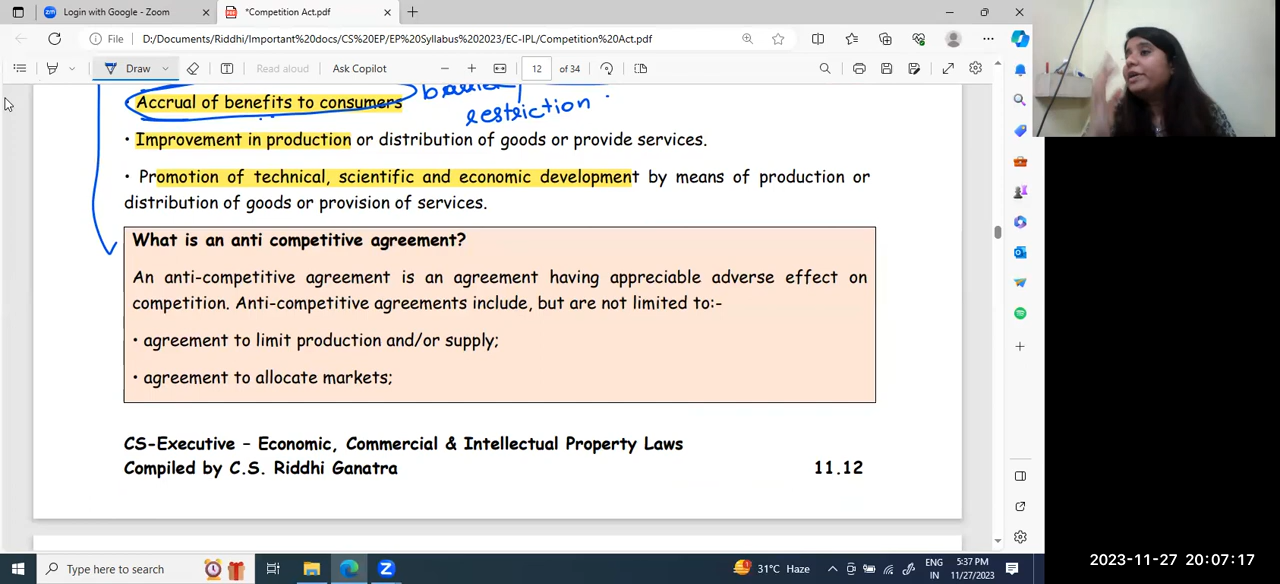 Login with Google - Zoom
*Competition Act.pdf
File
D:/Documents/Riddhi/Important%20docs/CS%20EP/EP%20Syllabus%202023/EC-IPL/Competition%20Act.pdf
Draw
Read aloud
Ask Copilot
12 of 34
• Accrual of benefits to consumers
restriction
• Improvement in production or distribution of goods or provide services.
• Promotion of technical, scientific and economic development by means of production or
distribution of goods or provision of services.
What is an anti competitive agreement?
An anti-competitive agreement is an agreement having appreciable adverse effect on
competition. Anti-competitive agreements include, but are not limited to:-
• agreement to limit production and/or supply;
• agreement to allocate markets;
CS-Executive – Economic, Commercial & Intellectual Property Laws
Compiled by C.S. Riddhi Ganatra
11.12
Type here to search
31°C Haze
ENG
IN
5:37 PM
11/27/2023
2023-11-27 20:07:17